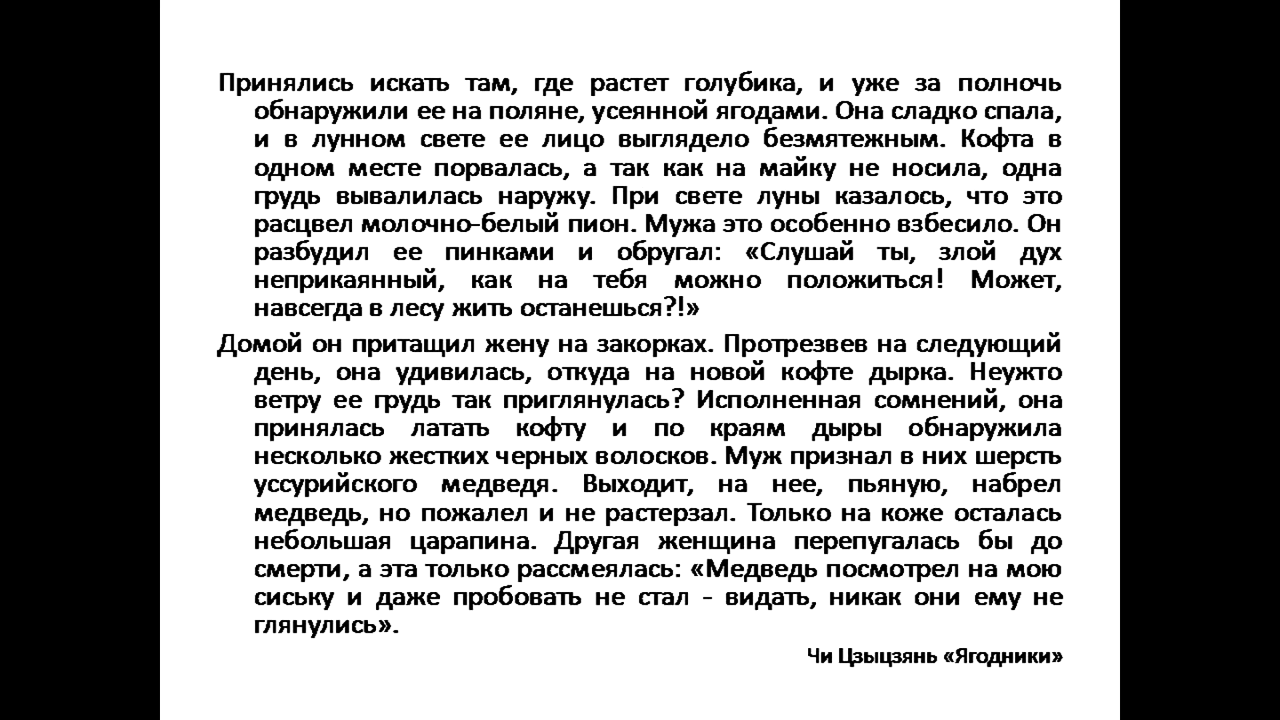 Принялись искать там, где растет голубика, и уже за полночь
обнаружили ее на поляне, усеянной ягодами. Она сладко спала,
и в лунном свете ее лицо выглядело безмятежным. Кофта в
одном месте порвалась, а так как на майку не носила, одна
грудь вывалилась наружу. При свете луны казалось, что это
расцвел молочно-белый пион. Мужа это особенно взбесило. Он
разбудил ее пинками и обругал: «Слушай ты, злой дух
неприкаянный, как на тебя можно положиться! Может,
навсегда в лесу жить останешься?!»
Домой он притащил жену на закорках. Протрезвев на следующий
день, она удивилась, откуда на новой кофте дырка. Неужто
ветру ее грудь так приглянулась? Исполненная сомнений, она
принялась латать кофту и по краям дыры обнаружила
несколько жестких черных волосков. Муж признал в них шерсть
уссурийского медведя. Выходит, на нее, пьяную, набрел
медведь, но пожалел и не растерзал. Только на коже осталась
небольшая царапина. Другая женщина перепугалась бы до
смерти, а эта только рассмеялась: «Медведь посмотрел на мою
сиську и даже пробовать не стал - видать, никак они ему не
глянулись».
Чи Цзыцзянь «Ягодники»